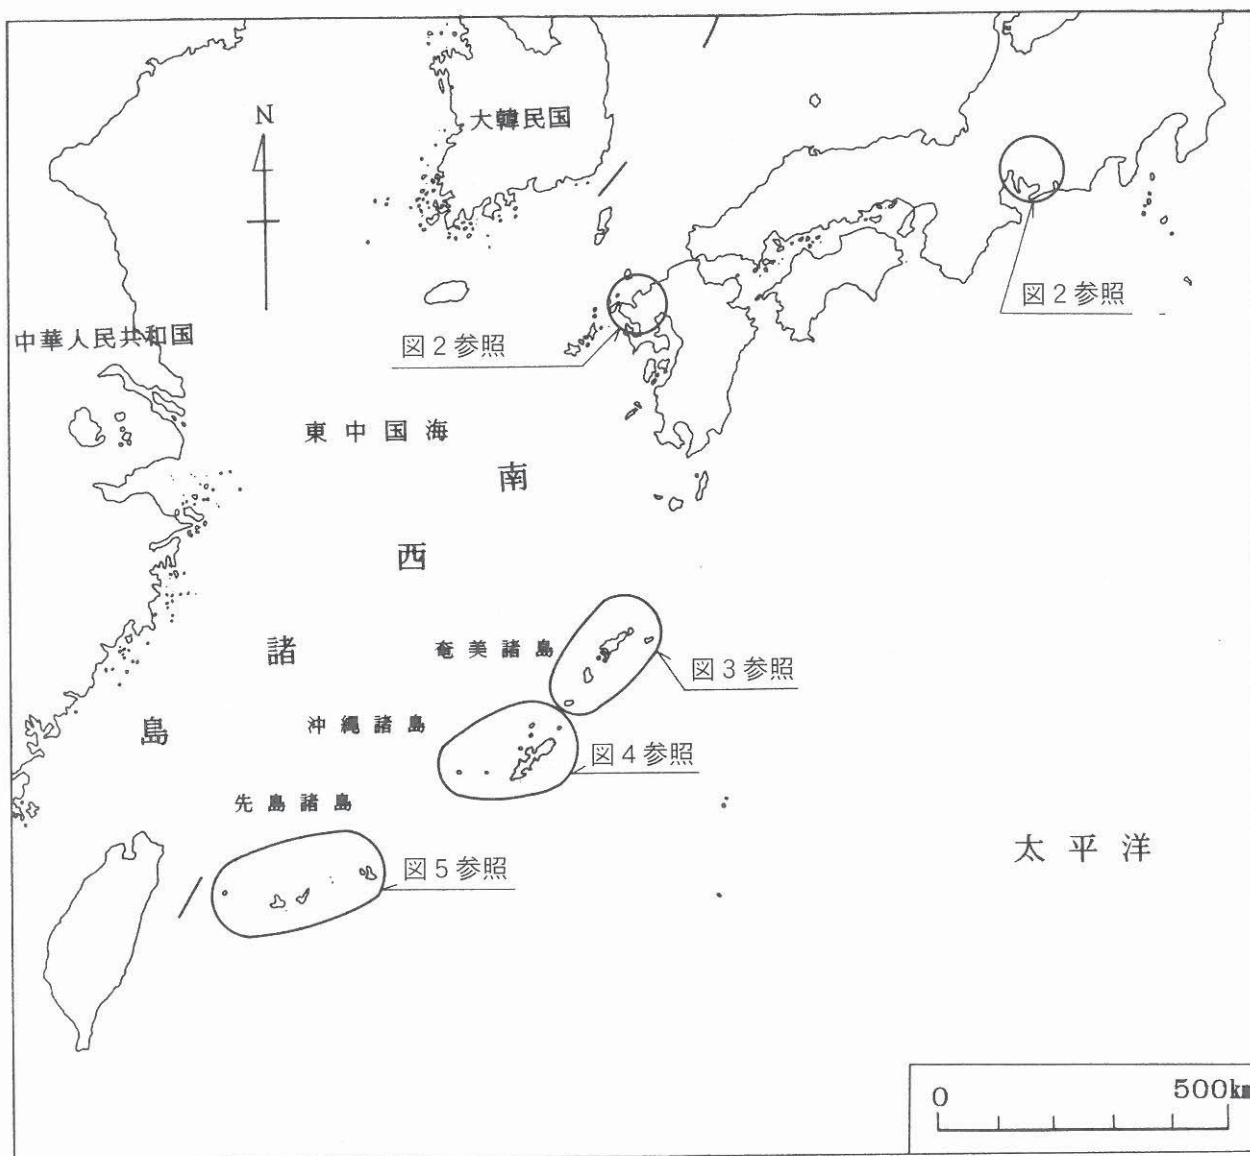 N
大韓民国
図2参照
中華人民共和国
図2参照
東中国海
南
西
諸
島
奄美諸島
図3参照
沖縄諸島
図4参照
先島諸島
図5参照
太平洋
0 500km